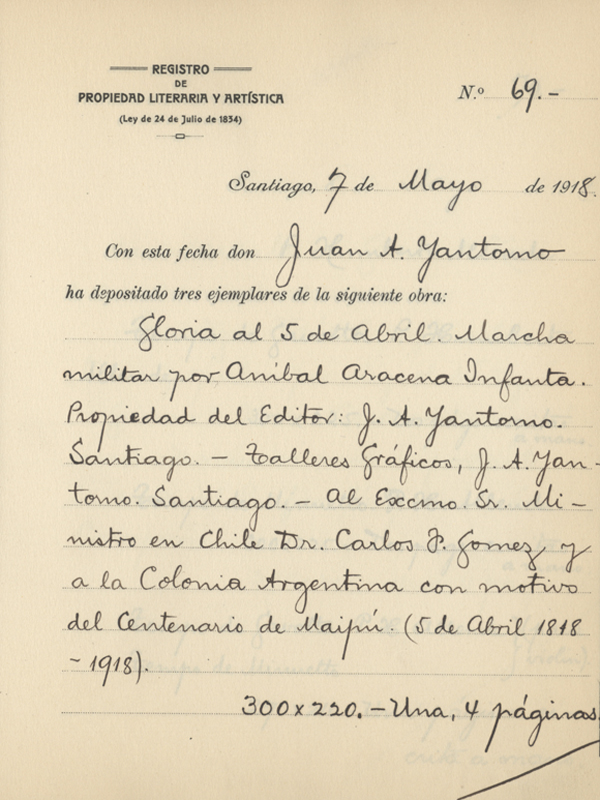 REGISTRO
DE
PROPIEDAD LITERARIA Y ARTÍSTICA
(Ley de 24 de Julio de 1834)
N.º 69.-
Santiago, 7 de Mayo de 1918.
Con esta fecha don Juan A. Yantorno
ha depositado tres ejemplares de la siguiente obra:
Gloria al 5 de Abril. Marcha
militar por Aníbal Aracena Infanta.
Propiedad del Editor: J. A. Yantorno.
Santiago. - Talleres Gráficos, J. A. Yan-
torno. Santiago. - Al Excmo. Sr. Mi-
nistro en Chile Dr. Carlos F. Gomez y
a la Colonia Argentina con motivo
del Centenario de Maipú. (5 de Abril 1818
- 1918).
300 x 220. - Una, 4 páginas.